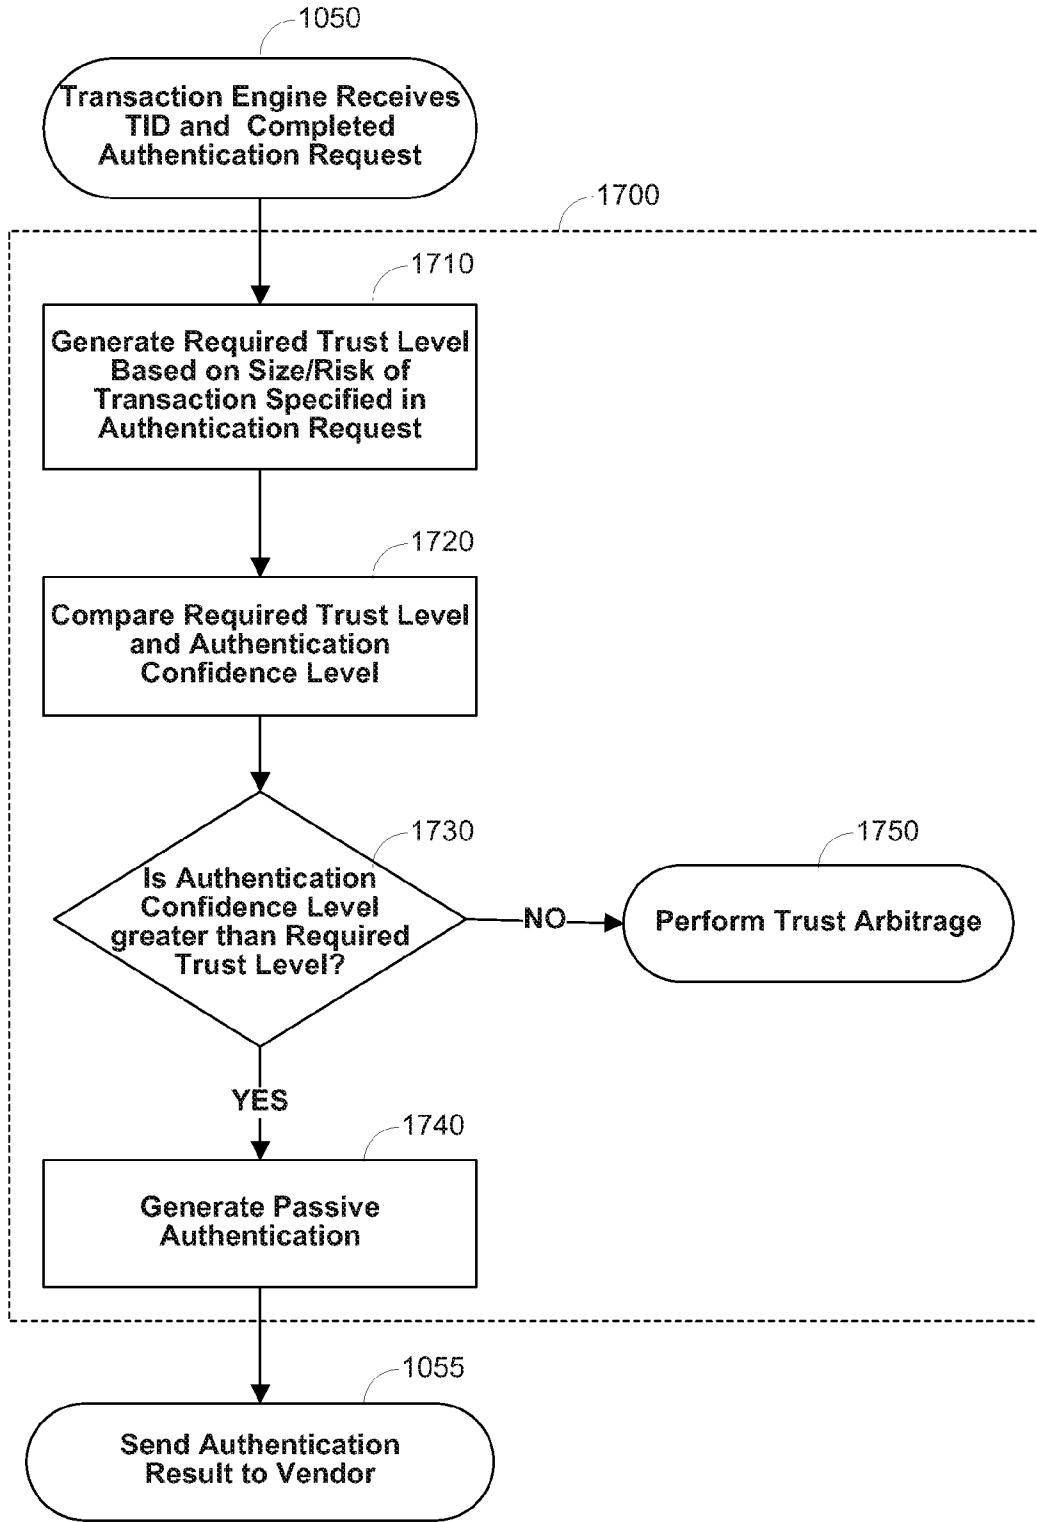 1050
Transaction Engine Receives
TID and Completed
Authentication Request
1700
1710
Generate Required Trust Level
Based on Size/Risk of
Transaction Specified in
Authentication Request
1720
Compare Required Trust Level
and Authentication
Confidence Level
1730
Is Authentication
Confidence Level
greater than Required
Trust Level?
NO
1750
Perform Trust Arbitrage
YES
1740
Generate Passive
Authentication
1055
Send Authentication
Result to Vendor